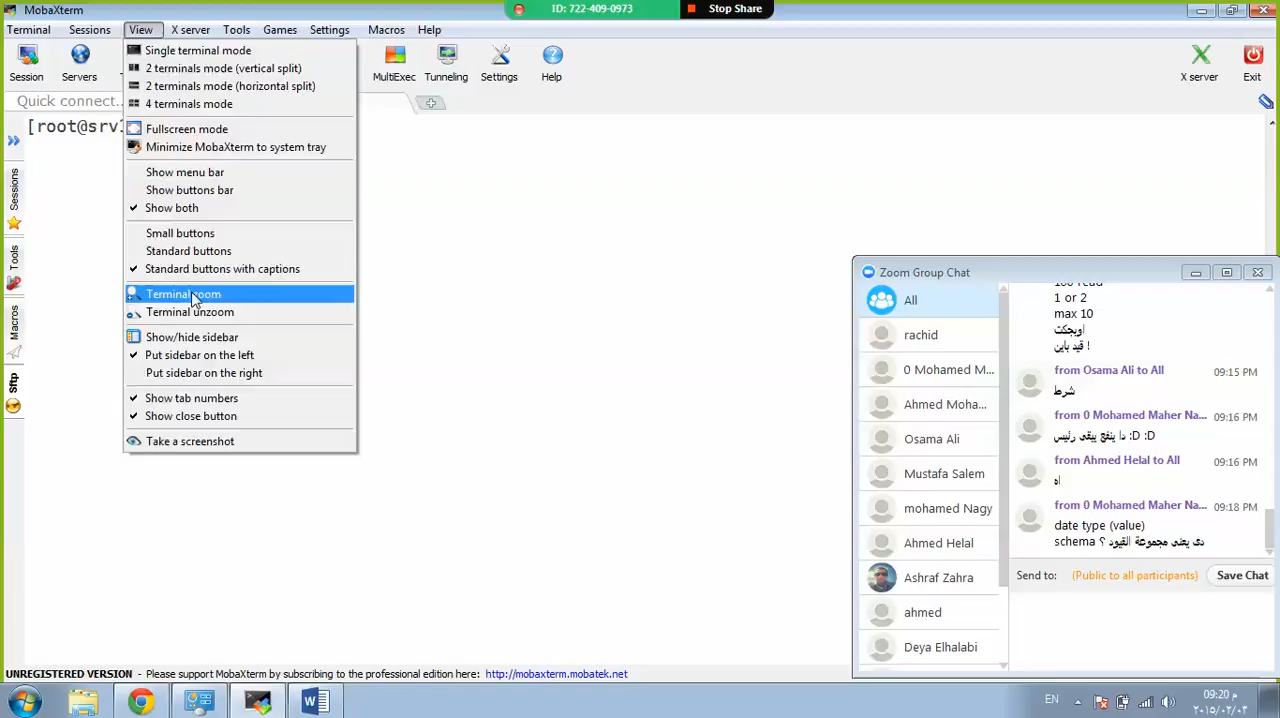 MobaXterm
ID: 722-409-0973
Stop Share
Terminal Sessions View X server Tools Games Settings Macros Help
Session Servers MultiExec Tunneling Settings Help X server Exit
Quick connect...
[root@srv
Single terminal mode
2 terminals mode (vertical split)
2 terminals mode (horizontal split)
4 terminals mode
Fullscreen mode
Minimize MobaXterm to system tray
Show menu bar
Show buttons bar
Show both
Small buttons
Standard buttons
Standard buttons with captions
Terminal zoom
Terminal unzoom
Show/hide sidebar
Put sidebar on the left
Put sidebar on the right
Show tab numbers
Show close button
Take a screenshot
Sessions
Tools
Macros
Sftp
Zoom Group Chat
All
rachid
0 Mohamed M...
Ahmed Moha...
Osama Ali
Mustafa Salem
mohamed Nagy
Ahmed Helal
Ashraf Zahra
ahmed
Deya Elhalabi
100 read
1 or 2
max 10
اوبجكت
قيد باين !
from Osama Ali to All 09:15 PM
شرط
from 0 Mohamed Maher Na... 09:16 PM
دا ينفع يبقى رئيس :D :D
from Ahmed Helal to All 09:16 PM
اه
from 0 Mohamed Maher Na... 09:18 PM
date type (value)
schema دى يعنى مجموعة القيود ؟
Send to: (Public to all participants) Save Chat
UNREGISTERED VERSION - Please support MobaXterm by subscribing to the professional edition here: http://mobaxterm.mobatek.net
EN
09:20 م
٢٠١٥/٠٢/٠٣